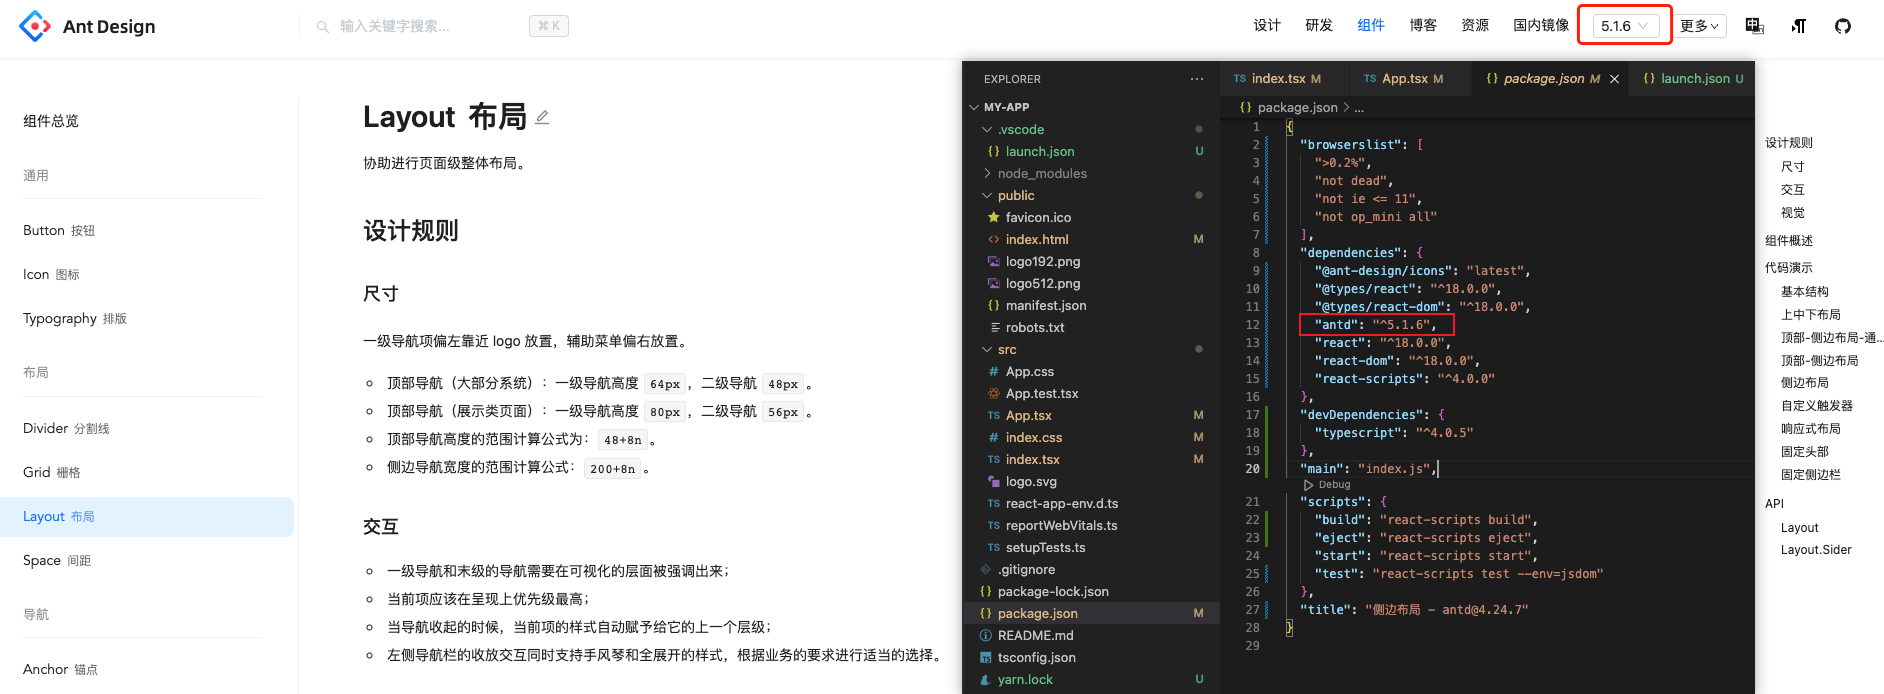 Ant Design
输入关键字搜索...
⌘ K
设计
研发
组件
博客
资源
国内镜像
5.1.6
更多
组件总览
通用
Button 按钮
Icon 图标
Typography 排版
布局
Divider 分割线
Grid 栅格
Layout 布局
Space 间距
导航
Anchor 锚点
Layout 布局
协助进行页面级整体布局。
设计规则
尺寸
一级导航项偏左靠近 logo 放置，辅助菜单偏右放置。
顶部导航（大部分系统）：一级导航高度 64px，二级导航 48px。
顶部导航（展示类页面）：一级导航高度 80px，二级导航 56px。
顶部导航高度的范围计算公式为：48+8n。
侧边导航宽度的范围计算公式：200+8n。
交互
一级导航和末级的导航需要在可视化的层面被强调出来；
当前项应该在呈现上优先级最高；
当导航收起的时候，当前项的样式自动赋予给它的上一个层级；
左侧导航栏的收放交互同时支持手风琴和全展开的样式，根据业务的要求进行适当的选择。
EXPLORER ...
MY-APP
.vscode
{} launch.json U
node_modules
public
favicon.ico
<> index.html M
logo192.png
logo512.png
{} manifest.json
robots.txt
src
# App.css
App.test.tsx
TS App.tsx M
# index.css M
TS index.tsx M
logo.svg
TS react-app-env.d.ts
TS reportWebVitals.ts
TS setupTests.ts
.gitignore
{} package-lock.json
{} package.json M
README.md
TS tsconfig.json
yarn.lock U
TS index.tsx M
TS App.tsx M
{} package.json M
{} launch.json U
{} package.json > ...
1 {
2 "browserslist": [
3 ">0.2%",
4 "not dead",
5 "not ie <= 11",
6 "not op_mini all"
7 ],
8 "dependencies": {
9 "@ant-design/icons": "latest",
10 "@types/react": "^18.0.0",
11 "@types/react-dom": "^18.0.0",
12 "antd": "^5.1.6",
13 "react": "^18.0.0",
14 "react-dom": "^18.0.0",
15 "react-scripts": "^4.0.0"
16 },
17 "devDependencies": {
18 "typescript": "^4.0.5"
19 },
20 "main": "index.js",
Debug
21 "scripts": {
22 "build": "react-scripts build",
23 "eject": "react-scripts eject",
24 "start": "react-scripts start",
25 "test": "react-scripts test --env=jsdom"
26 },
27 "title": "侧边布局 - antd@4.24.7"
28 }
29
设计规则
尺寸
交互
视觉
组件概述
代码演示
基本结构
上中下布局
顶部-侧边布局-通...
顶部-侧边布局
侧边布局
自定义触发器
响应式布局
固定头部
固定侧边栏
API
Layout
Layout.Sider